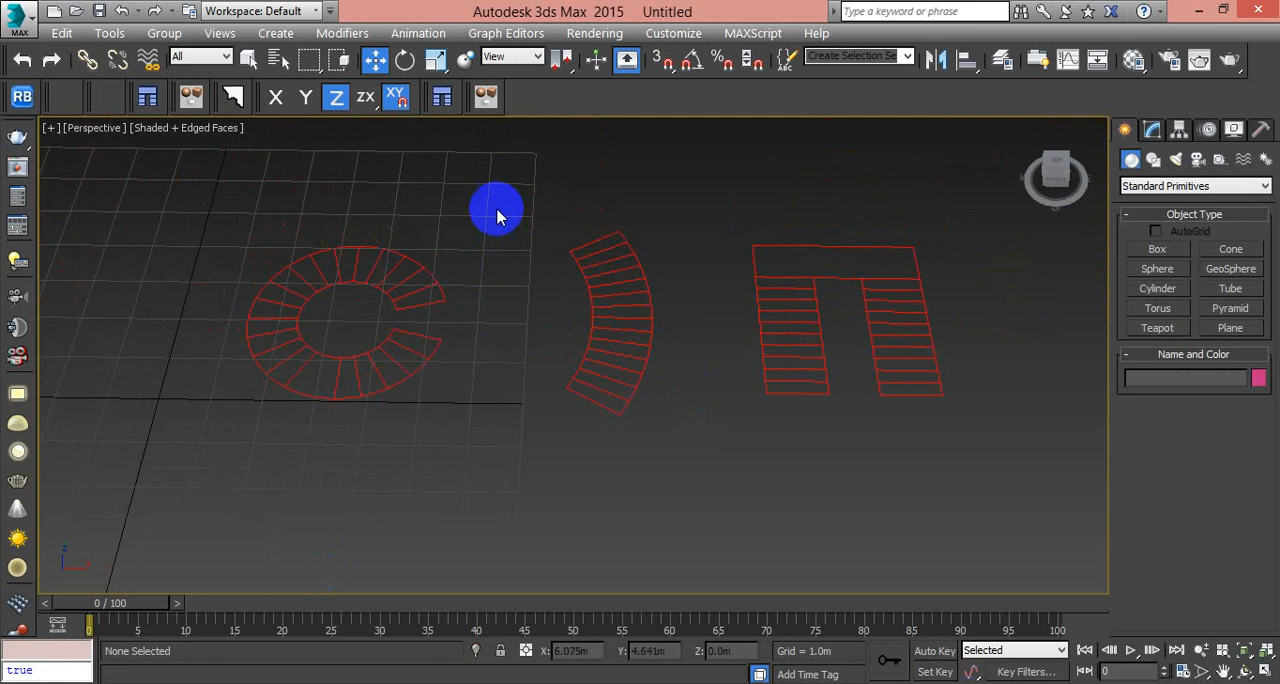 Workspace: Default
Autodesk 3ds Max 2015 Untitled
Type a keyword or phrase
MAX
Edit Tools Group Views Create Modifiers Animation Graph Editors Rendering Customize MAXScript Help
All
View
3
Create Selection Se
RB
X Y Z ZX XY
[+] [Perspective ] [Shaded + Edged Faces ]
TOP
Standard Primitives
- Object Type
AutoGrid
Box Cone
Sphere GeoSphere
Cylinder Tube
Torus Pyramid
Teapot Plane
- Name and Color
z
< 0 / 100 >
0 5 10 15 20 25 30 35 40 45 50 55 60 65 70 75 80 85 90 95 100
None Selected
X: 6.075m Y: 4.641m Z: 0.0m Grid = 1.0m
Auto Key Selected
true
Add Time Tag
Set Key Key Filters...
0